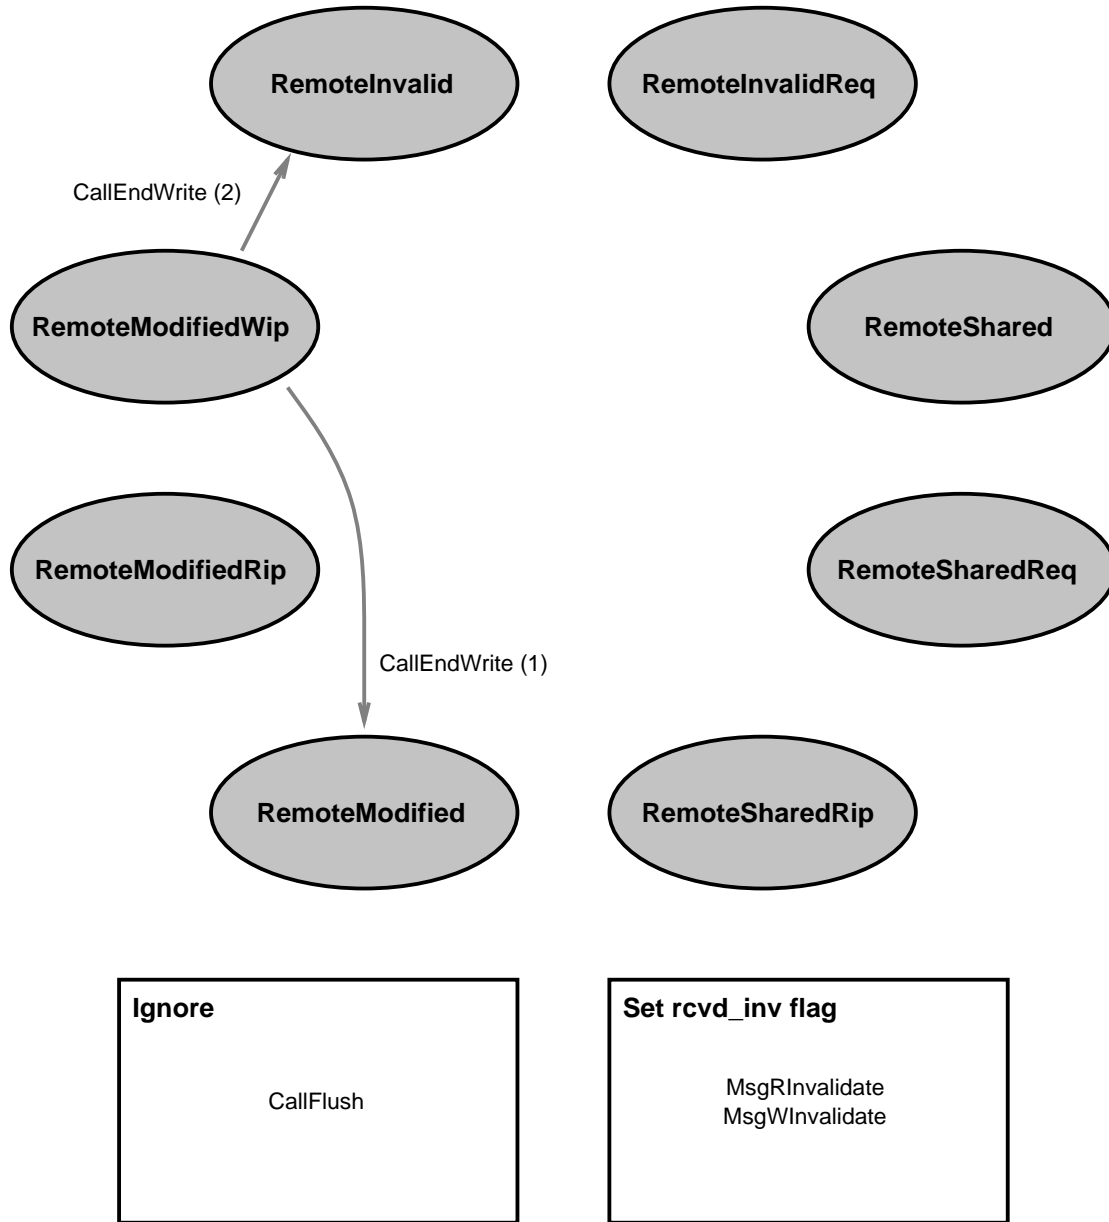 RemoteInvalid
RemoteInvalidReq
CallEndWrite (2)
RemoteModifiedWip
RemoteShared
RemoteModifiedRip
RemoteSharedReq
CallEndWrite (1)
RemoteModified
RemoteSharedRip
Ignore
CallFlush
Set rcvd_inv flag
MsgRInvalidate
MsgWInvalidate